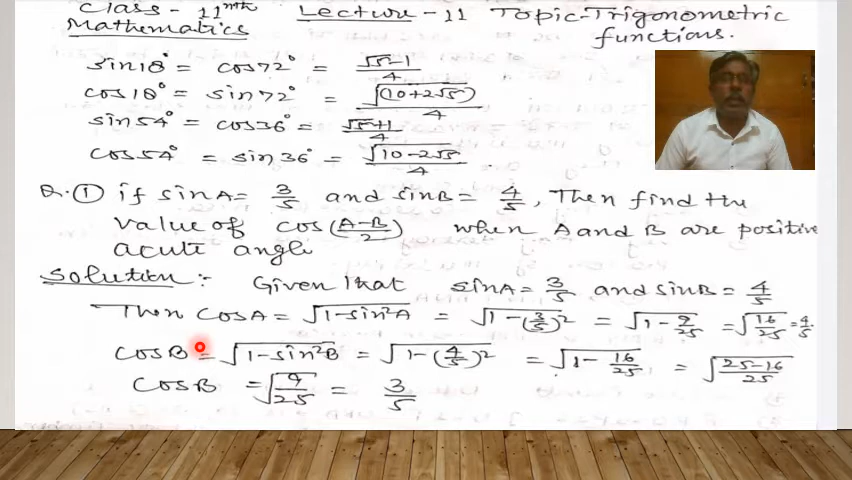 Class - 11nth Lecture - 11 Topic-Trigonometric
Mathematics functions.
sin18° = cos72° = √5-1/4
cos18° = sin72° = √(10+2√5)/4
sin54° = cos36° = √5+1/4
cos54° = sin36° = √10-2√5/4 .
Q.① if sinA= 3/5 and sinB= 4/5, Then find the
value of cos(A-B/2) when A and B are positive
acute angle
Solution :- Given that sinA= 3/5 and sinB= 4/5
Then cosA = √1-sin²A = √1-(3/5)² = √1-9/25 = √16/25 = 4/5
cosB = √1-sin²B = √1-(4/5)² = √1-16/25 = √25-16/25
cosB = √9/25 = 3/5